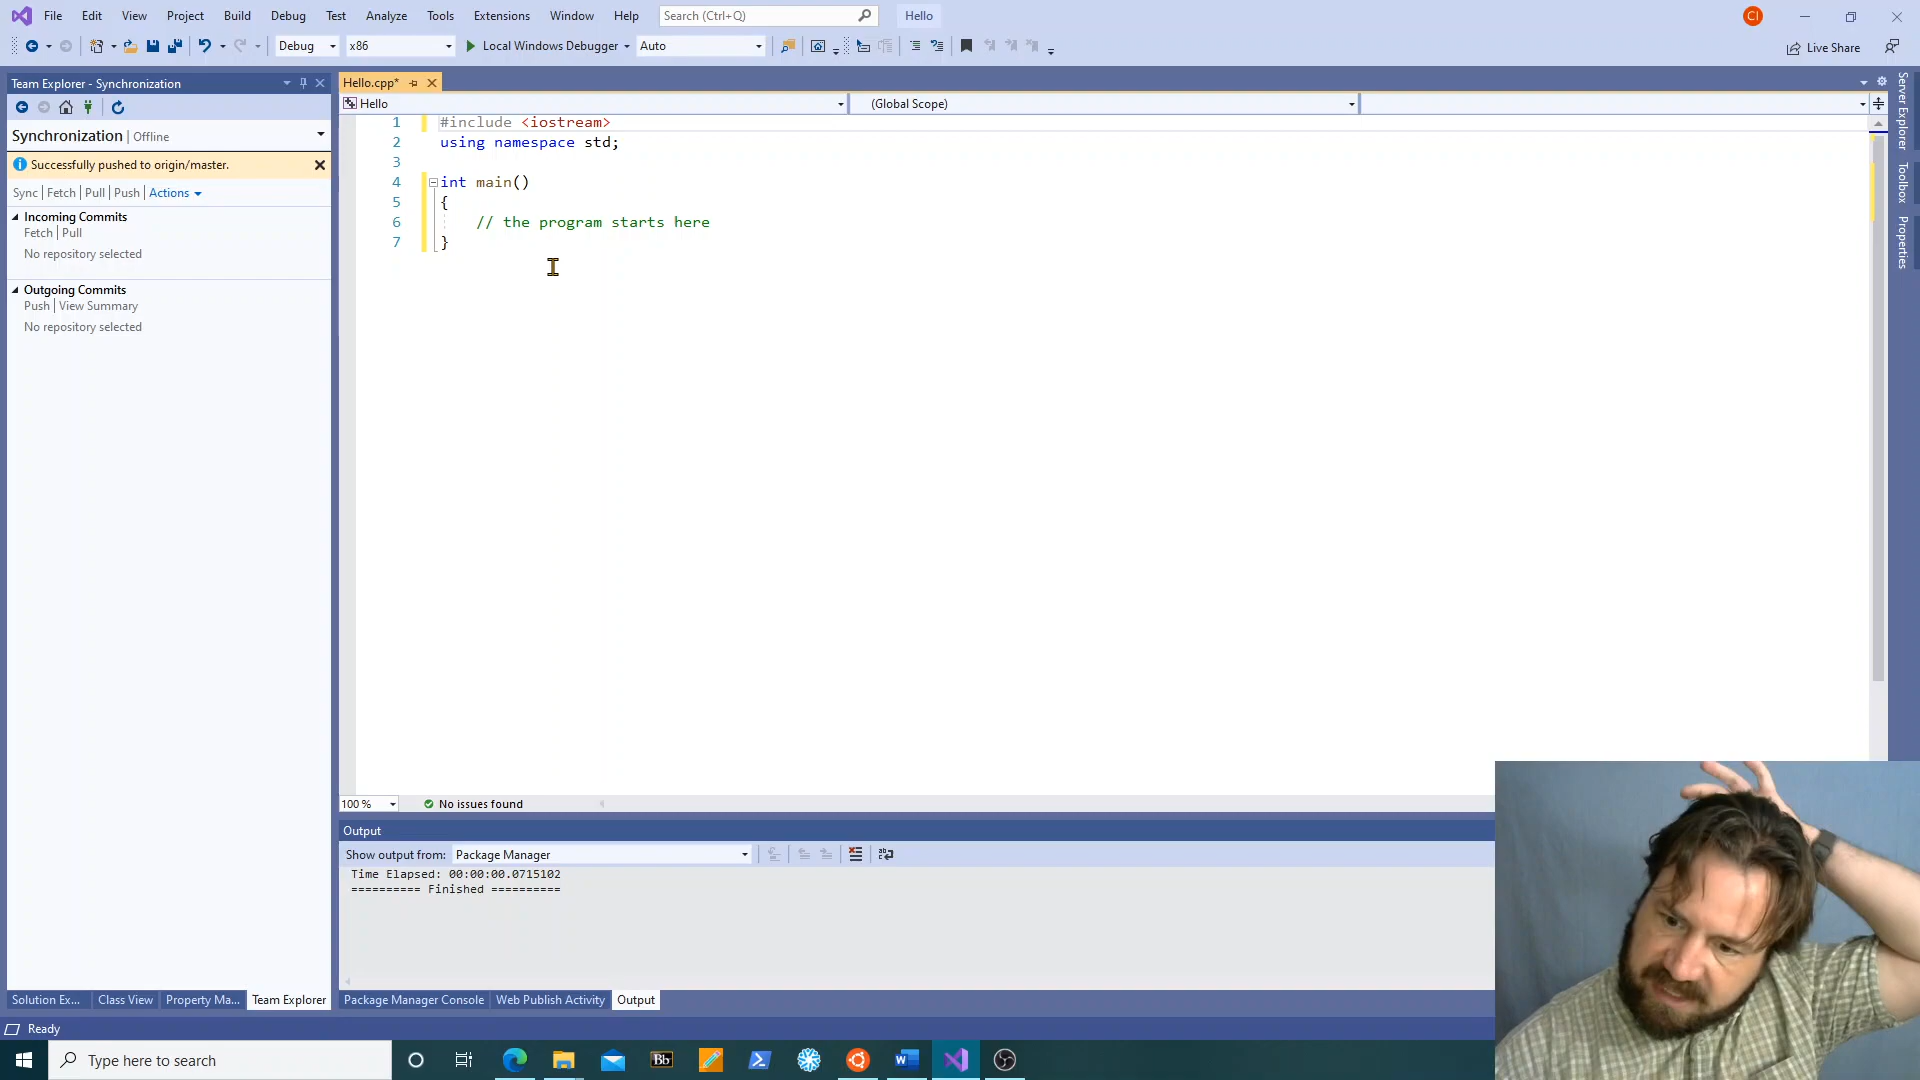 File Edit View Project Build Debug Test Analyze Tools Extensions Window Help Search (Ctrl+Q) Hello CI
Debug x86 Local Windows Debugger Auto Live Share
Team Explorer - Synchronization
Synchronization | Offline
Successfully pushed to origin/master.
Sync | Fetch | Pull | Push | Actions
Incoming Commits
Fetch | Pull
No repository selected
Outgoing Commits
Push | View Summary
No repository selected
Solution Ex... Class View Property Ma... Team Explorer
Hello.cpp*
Hello (Global Scope)
1 #include <iostream>
2 using namespace std;
3
4 int main()
5 {
6 // the program starts here
7 }
100 % No issues found
Output
Show output from: Package Manager
Time Elapsed: 00:00:00.0715102
========== Finished ==========
Package Manager Console Web Publish Activity Output
Server Explorer
Toolbox
Properties
Ready
Type here to search Bb